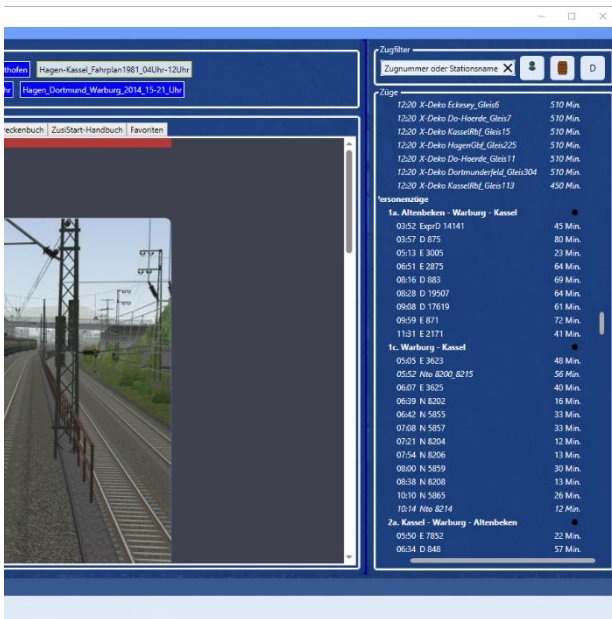 Zugfilter
thofen Hagen-Kassel_Fahrplan1981_04Uhr-12Uhr
Zugnummer oder Stationsname X D
hr Hagen_Dortmund_Warburg_2014_15-21_Uhr
Züge
12:20 X-Deko Eckesey_Gleis6 510 Min.
12:20 X-Deko Do-Hoerde_Gleis7 510 Min.
reckenbuch ZusiStart-Handbuch Favoriten
12:20 X-Deko KasselRbf_Gleis15 510 Min.
12:20 X-Deko HagenGbf_Gleis225 510 Min.
12:20 X-Deko Do-Hoerde_Gleis11 510 Min.
12:20 X-Deko Dortmunderfeld_Gleis304 510 Min.
12:20 X-Deko KasselRbf_Gleis113 450 Min.
Personenzüge
1a. Altenbeken - Warburg - Kassel
03:52 ExprD 14141 45 Min.
03:57 D 875 80 Min.
05:13 E 3005 23 Min.
06:51 E 2875 64 Min.
08:16 D 883 69 Min.
08:28 D 19507 64 Min.
09:08 D 17619 61 Min.
09:59 E 871 72 Min.
11:31 E 2171 41 Min.
1c. Warburg - Kassel
05:05 E 3623 48 Min.
05:52 Nto 8200_8215 56 Min.
06:07 E 3625 40 Min.
06:39 N 8202 16 Min.
06:42 N 5855 33 Min.
07:08 N 5857 33 Min.
07:21 N 8204 12 Min.
07:54 N 8206 13 Min.
08:00 N 5859 30 Min.
08:38 N 8208 13 Min.
10:10 N 5865 26 Min.
10:14 Nto 8214 12 Min.
2a. Kassel - Warburg - Altenbeken
05:50 E 7852 22 Min.
06:34 D 848 57 Min.